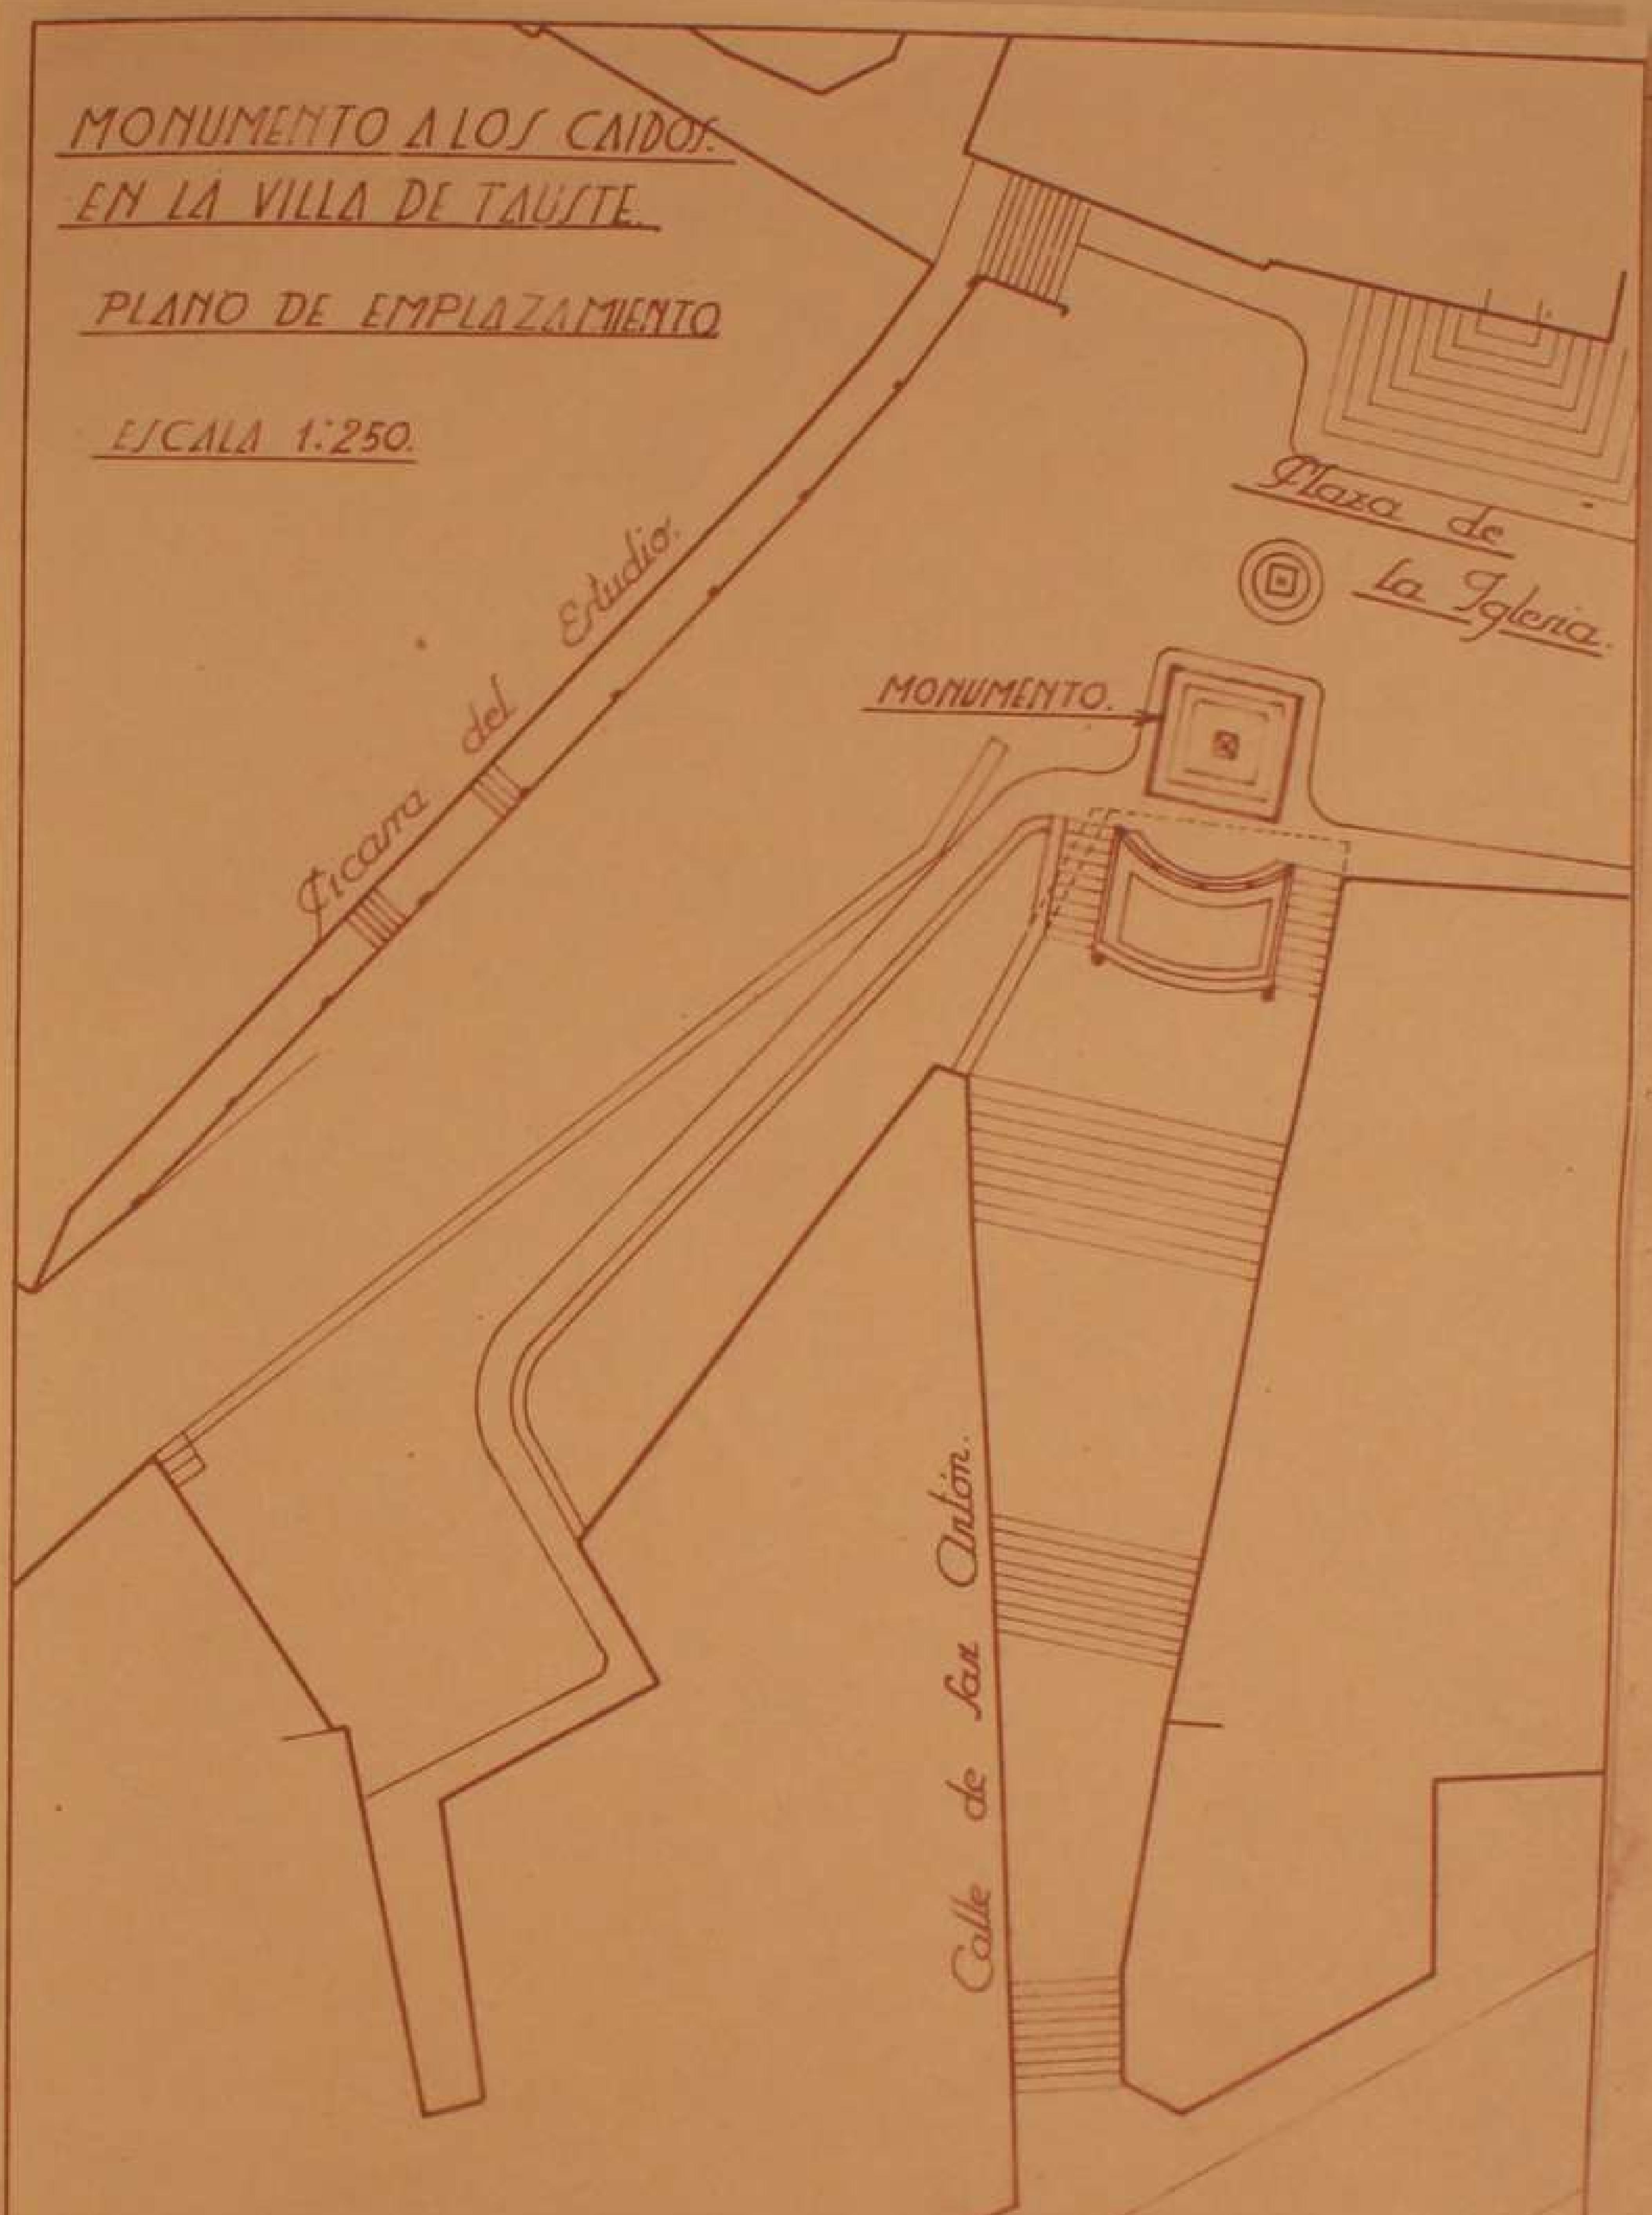 MONUMENTO A LOS CAIDOS.
EN LA VILLA DE TAUSTE.
PLANO DE EMPLAZAMIENTO
ESCALA 1:250.
Plaza de
la Iglesia.
Picarra del Estudio.
MONUMENTO.
Calle de San Antón.